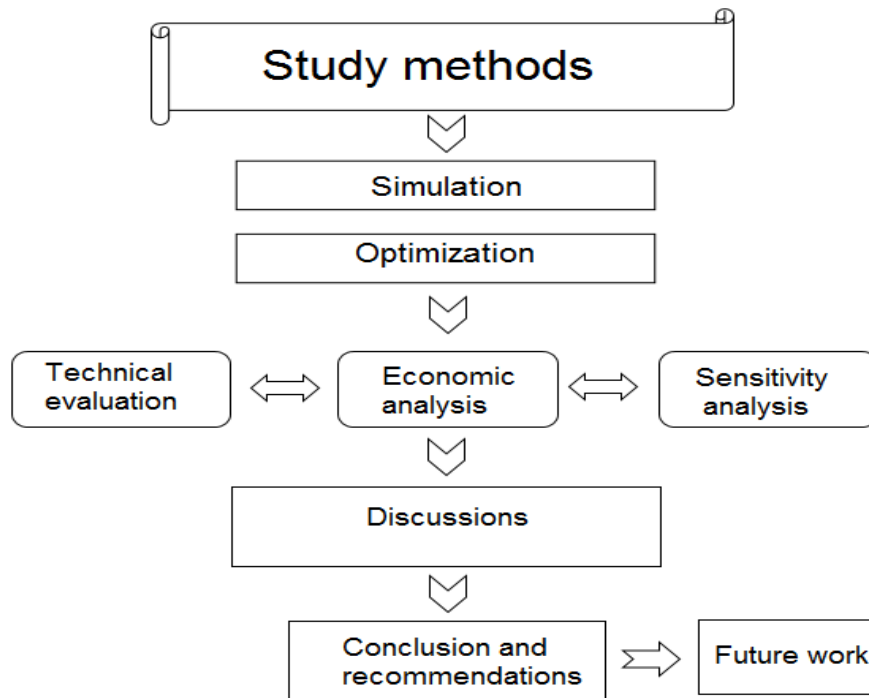 Study methods
Simulation
Optimization
Technical
evaluation
Economic
analysis
Sensitivity
analysis
Discussions
Conclusion and
recommendations
Future work